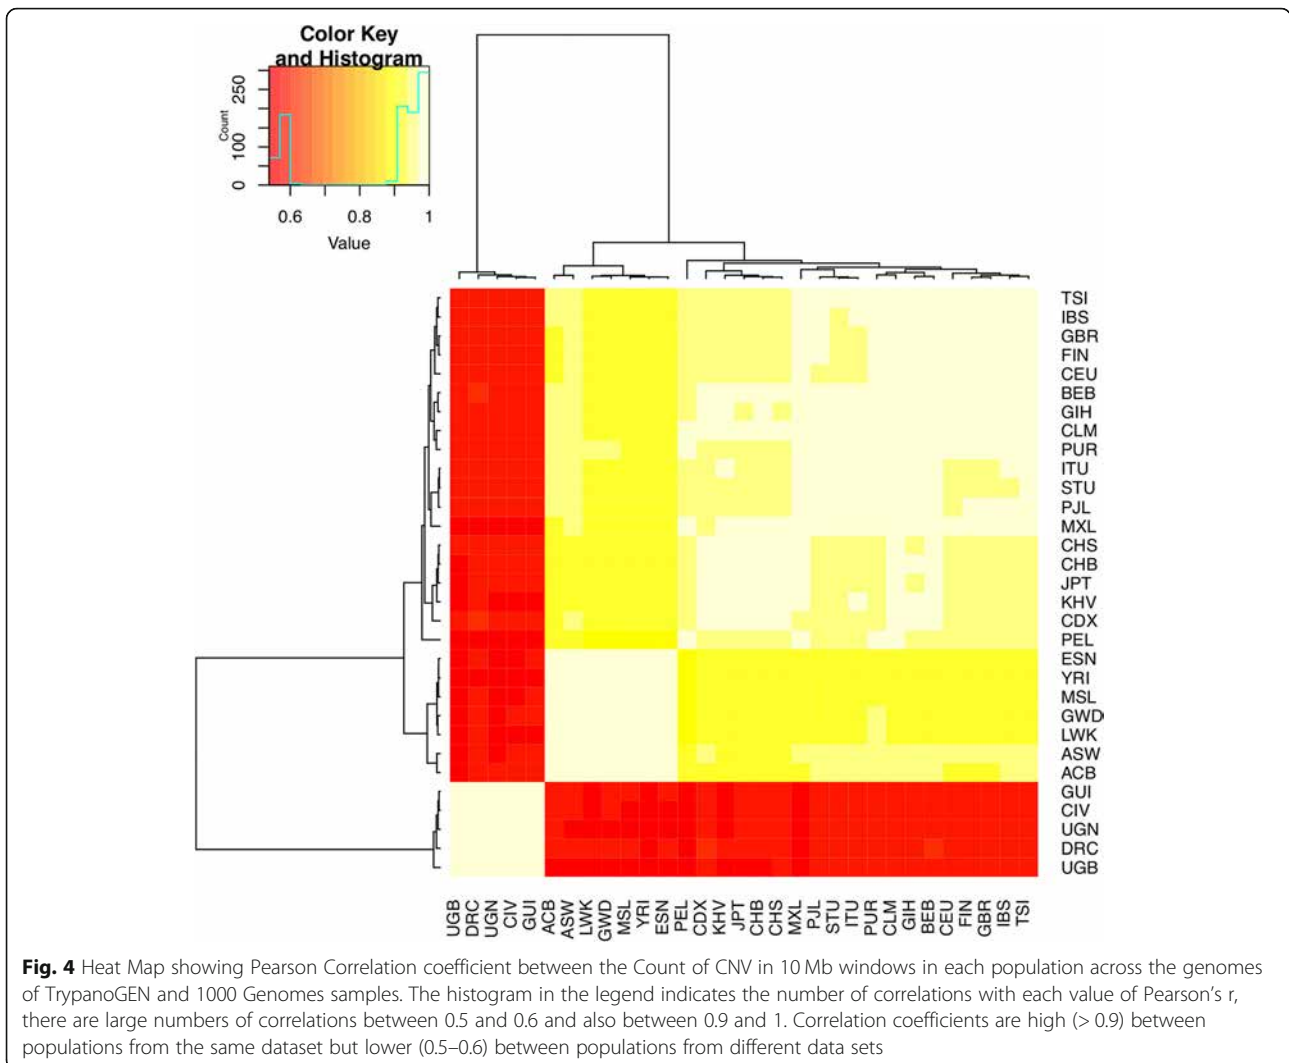 Color Key
and Histogram
Count
0 100 250
0.6 0.8 1
Value
TSI
IBS
GBR
FIN
CEU
BEB
GIH
CLM
PUR
ITU
STU
PJL
MXL
CHS
CHB
JPT
KHV
CDX
PEL
ESN
YRI
MSL
GWD
LWK
ASW
ACB
GUI
CIV
UGN
DRC
UGB
UGB DRC UGN CIV GUI ACB ASW LWK GWD MSL YRI ESN PEL CDX KHV JPT CHB CHS MXL PJL STU ITU PUR CLM GIH BEB CEU FIN GBR IBS TSI
Fig. 4 Heat Map showing Pearson Correlation coefficient between the Count of CNV in 10 Mb windows in each population across the genomes
of TrypanoGEN and 1000 Genomes samples. The histogram in the legend indicates the number of correlations with each value of Pearson's r,
there are large numbers of correlations between 0.5 and 0.6 and also between 0.9 and 1. Correlation coefficients are high (> 0.9) between
populations from the same dataset but lower (0.5–0.6) between populations from different data sets